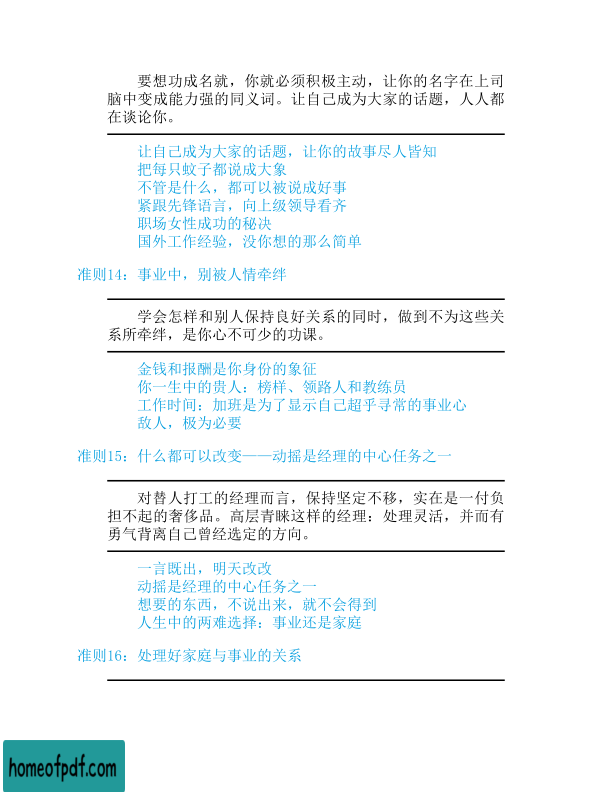 要想功成名就，你就必须积极主动，让你的名字在上司
脑中变成能力强的同义词。让自己成为大家的话题，人人都
在谈论你。
让自己成为大家的话题，让你的故事尽人皆知
把每只蚊子都说成大象
不管是什么，都可以被说成好事
紧跟先锋语言，向上级领导看齐
职场女性成功的秘决
国外工作经验，没你想的那么简单
准则14：事业中，别被人情牵绊
学会怎样和别人保持良好关系的同时，做到不为这些关
系所牵绊，是你心不可少的功课。
金钱和报酬是你身份的象征
你一生中的贵人：榜样、领路人和教练员
工作时间：加班是为了显示自己超乎寻常的事业心
敌人，极为必要
准则15：什么都可以改变——动摇是经理的中心任务之一
对替人打工的经理而言，保持坚定不移，实在是一付负
担不起的奢侈品。高层青睐这样的经理：处理灵活，并而有
勇气背离自己曾经选定的方向。
一言既出，明天改改
动摇是经理的中心任务之一
想要的东西，不说出来，就不会得到
人生中的两难选择：事业还是家庭
准则16：处理好家庭与事业的关系
homeofpdf.com